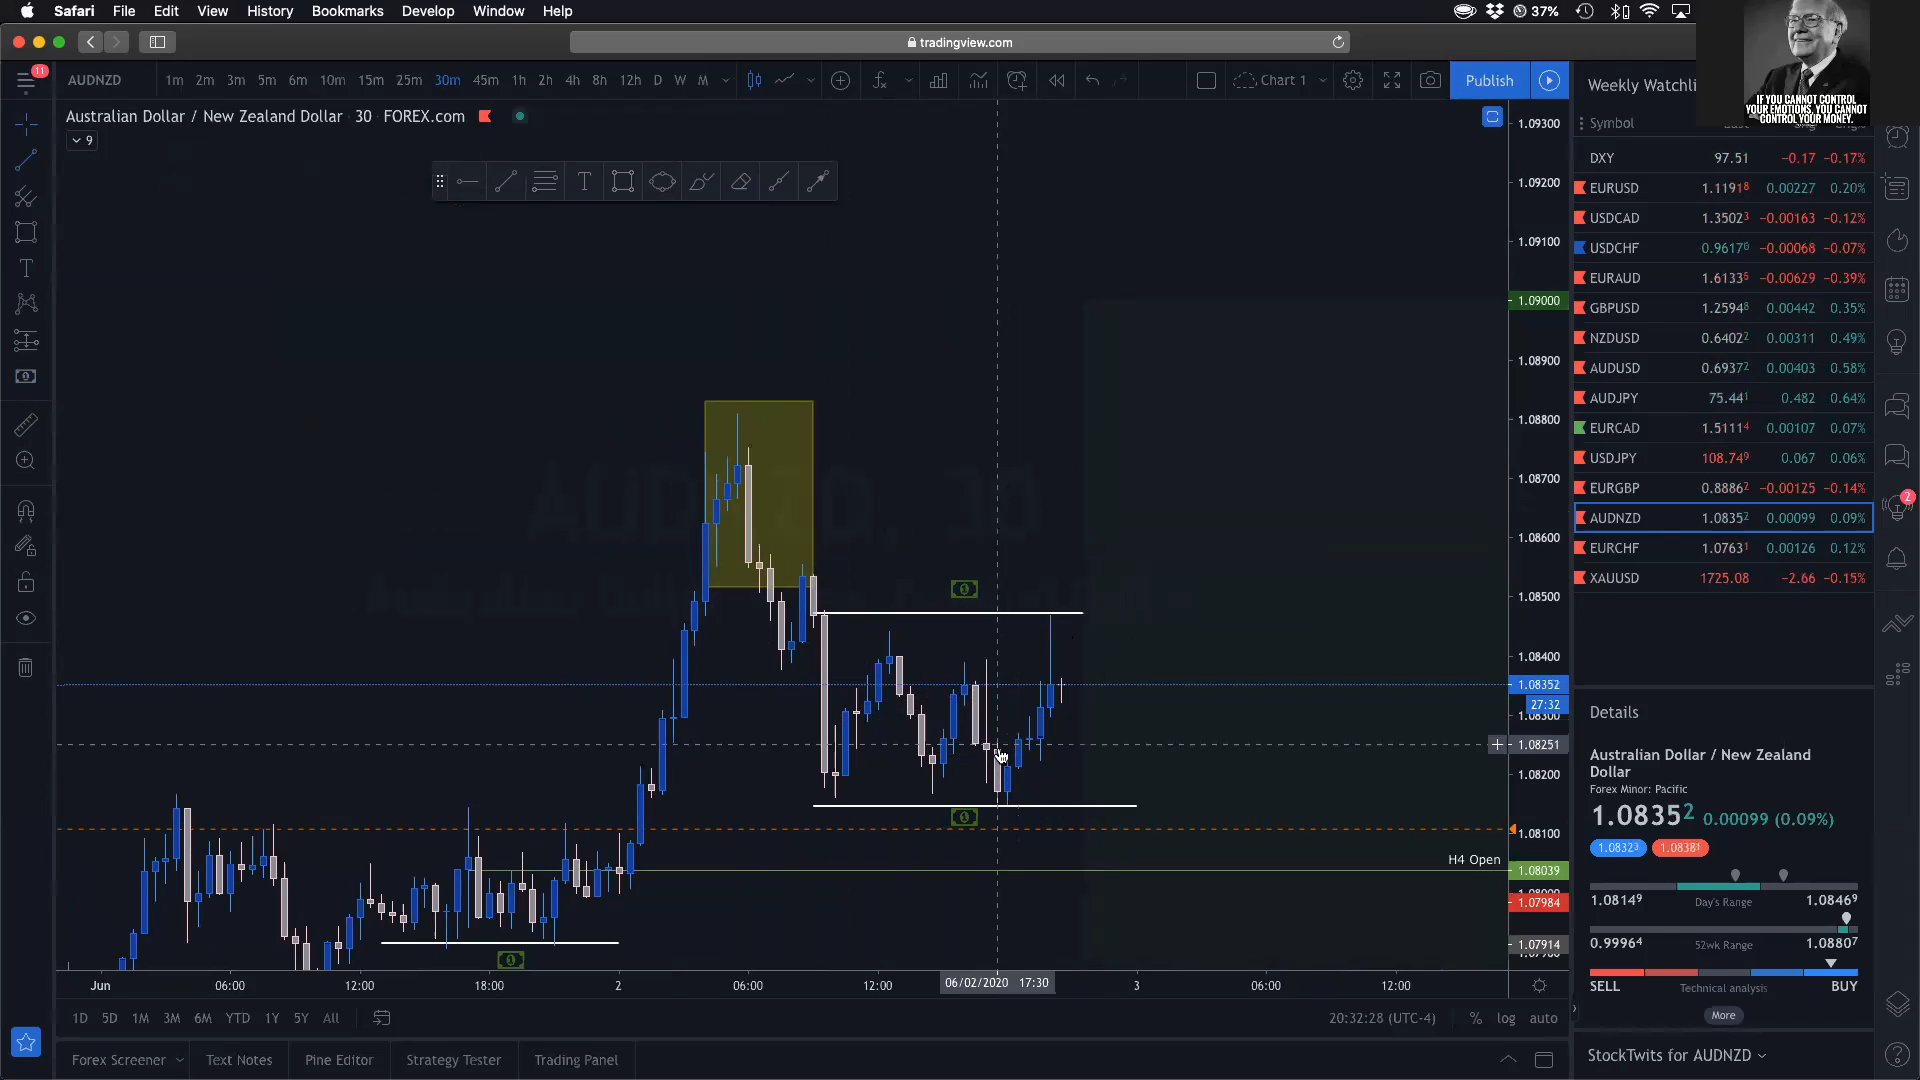 Safari File Edit View History Bookmarks Develop Window Help
37%
tradingview.com
11
AUDNZD 1m 2m 3m 5m 6m 10m 15m 25m 30m 45m 1h 2h 4h 8h 12h D W M
Chart 1
Publish
Weekly Watchli
IF YOU CANNOT CONTROL
YOUR EMOTIONS, YOU CANNOT
CONTROL YOUR MONEY.
Australian Dollar / New Zealand Dollar · 30 · FOREX.com
9
Symbol
DXY 97.51 −0.17 −0.17%
EURUSD 1.11918 0.00227 0.20%
USDCAD 1.35023 −0.00163 −0.12%
USDCHF 0.96170 −0.00068 −0.07%
EURAUD 1.61335 −0.00629 −0.39%
GBPUSD 1.25948 0.00442 0.35%
NZDUSD 0.64022 0.00311 0.49%
AUDUSD 0.69372 0.00403 0.58%
AUDJPY 75.441 0.482 0.64%
EURCAD 1.51114 0.00107 0.07%
USDJPY 108.749 0.067 0.06%
EURGBP 0.88862 −0.00125 −0.14%
AUDNZD 1.08352 0.00099 0.09%
EURCHF 1.07631 0.00126 0.12%
XAUUSD 1725.08 −2.66 −0.15%
2
1.09300
1.09200
1.09100
1.09000
1.08900
1.08800
1.08700
1.08600
1.08500
1.08400
1.08352
27:32
1.08300
1.08251
1.08200
1.08100
H4 Open
1.08039
1.07984
1.07914
Jun 06:00 12:00 18:00 2 06:00 12:00 06/02/2020 17:30 3 06:00 12:00
1D 5D 1M 3M 6M YTD 1Y 5Y All
20:32:28 (UTC-4) % log auto
Forex Screener Text Notes Pine Editor Strategy Tester Trading Panel
Details
Australian Dollar / New Zealand
Dollar
Forex Minor: Pacific
1.08352 0.00099 (0.09%)
1.08323 1.08381
1.08149 Day's Range 1.08469
0.99964 52wk Range 1.08807
SELL Technical analysis BUY
More
StockTwits for AUDNZD